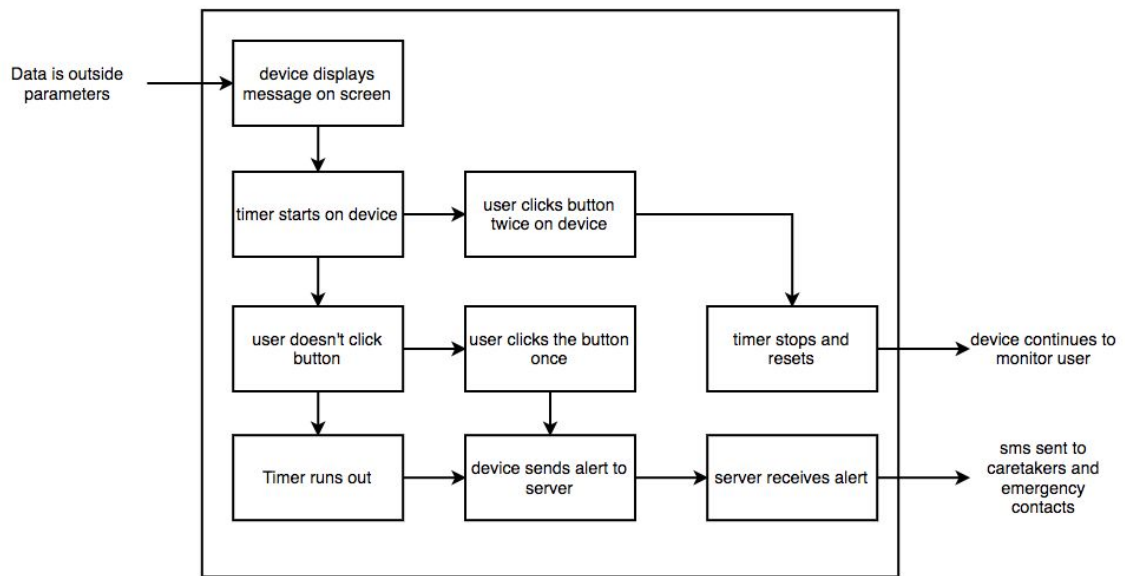 Data is outside
parameters
device displays
message on screen
timer starts on device
user clicks button
twice on device
user doesn't click
button
user clicks the button
once
timer stops and
resets
device continues to
monitor user
Timer runs out
device sends alert to
server
server receives alert
sms sent to
caretakers and
emergency
contacts